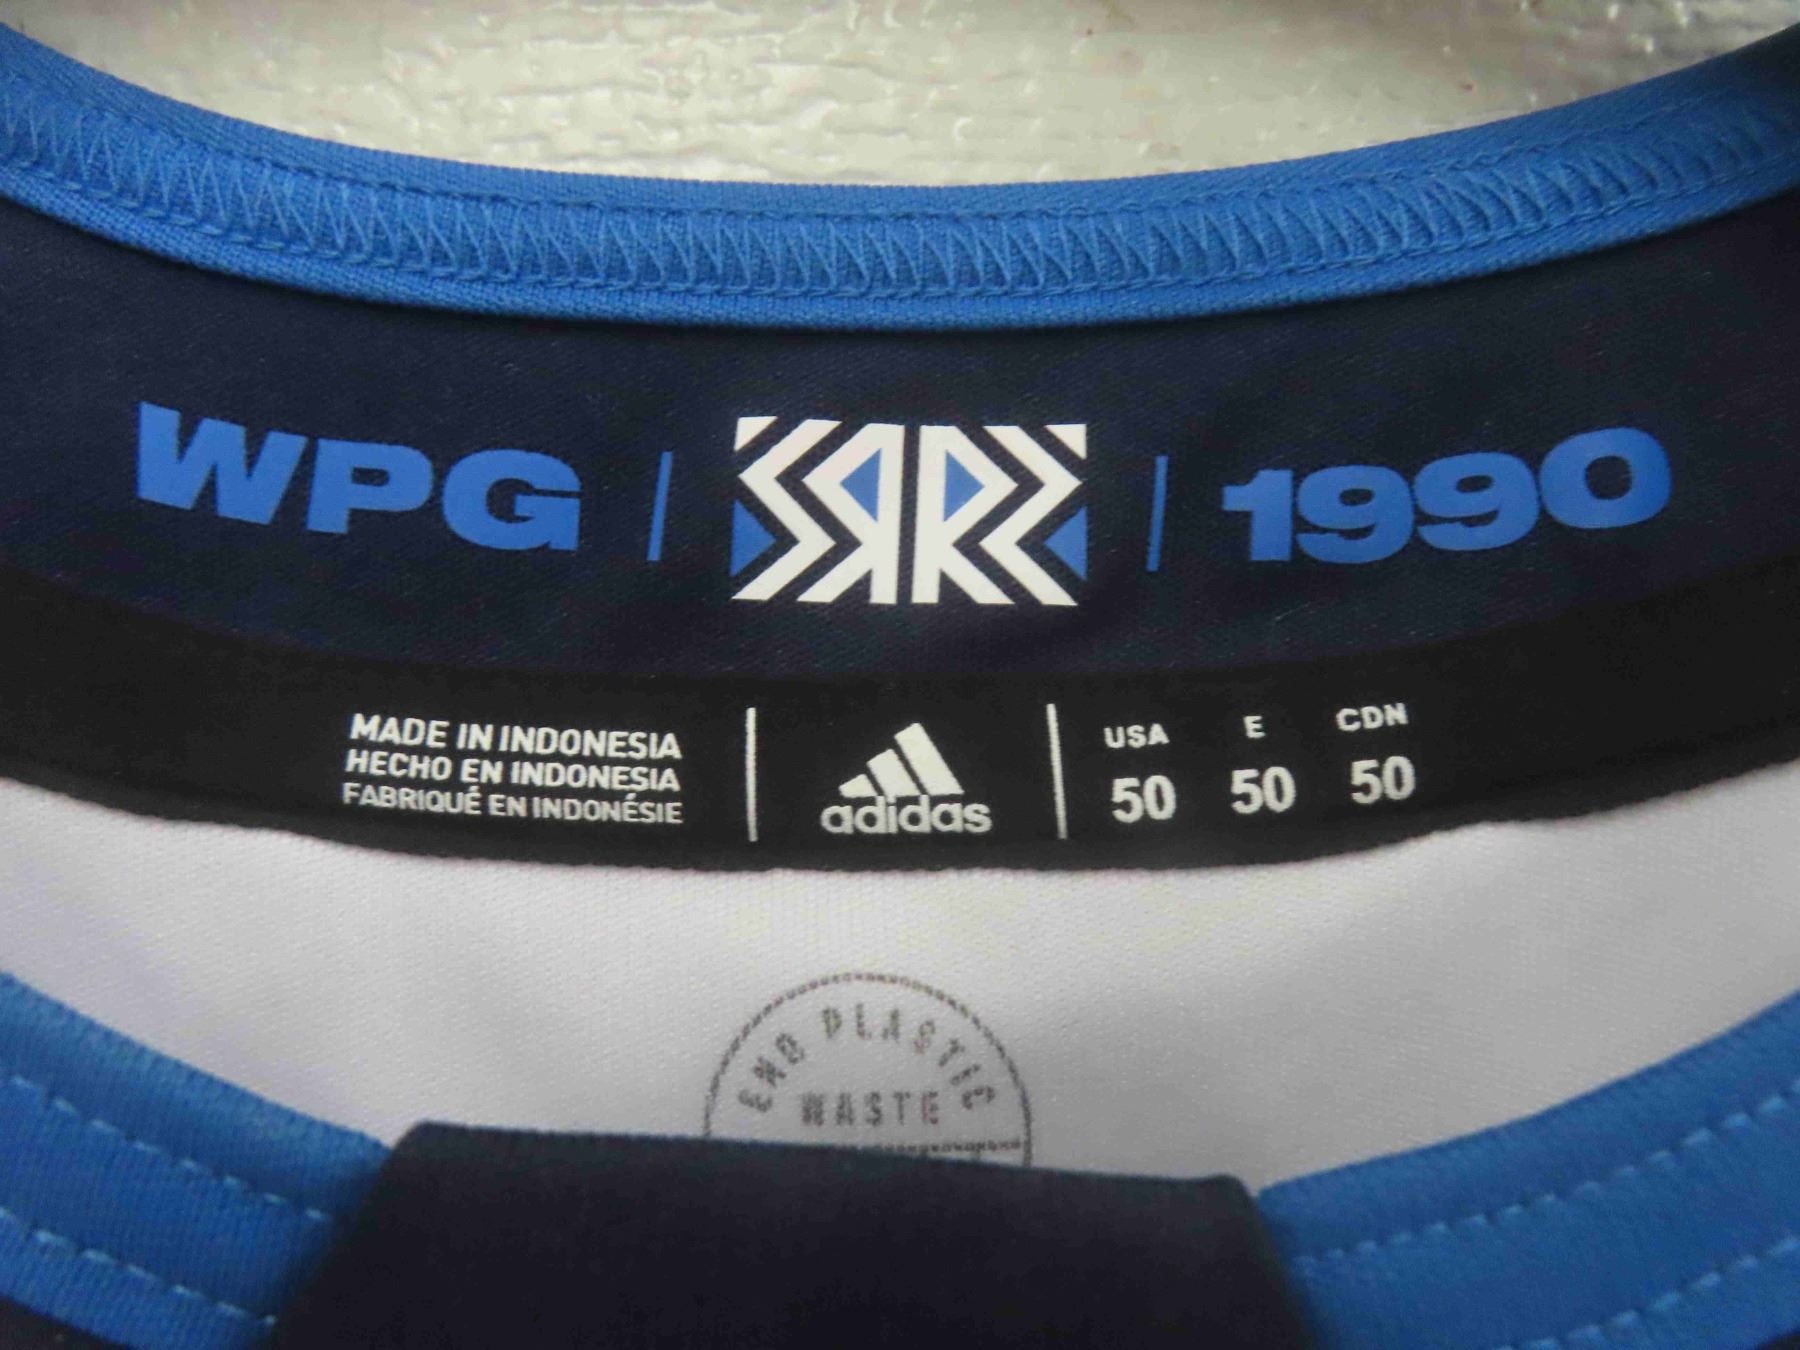 WPG | RR | 1990
MADE IN INDONESIA
HECHO EN INDONESIA
FABRIQUÉ EN INDONÉSIE
adidas
USA E CDN
50 50 50
END PLASTIC
WASTE